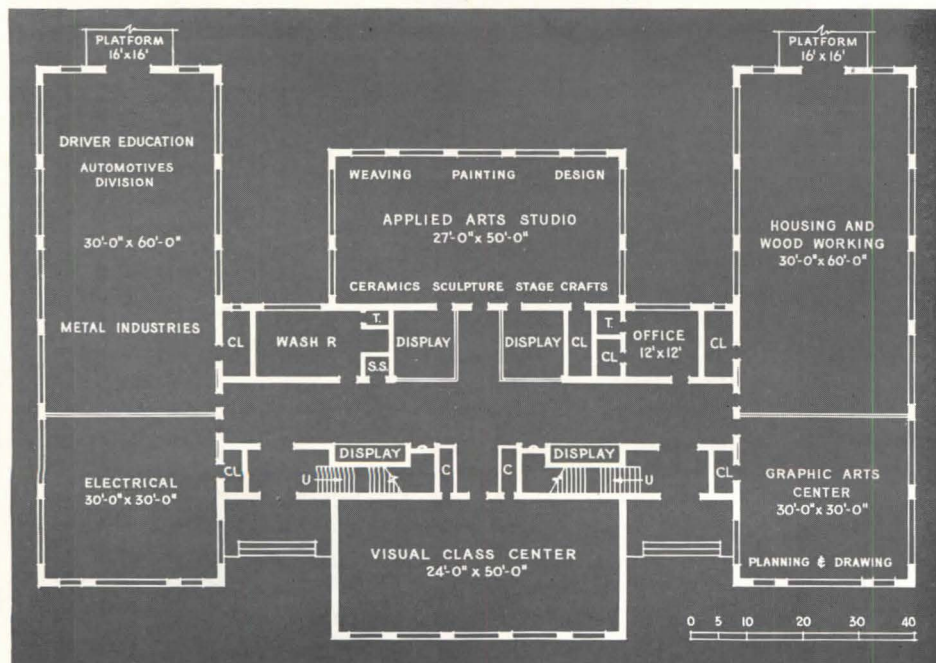 PLATFORM
16'x16'
PLATFORM
16'x16'
DRIVER EDUCATION
AUTOMOTIVES
DIVISION
30'-0" x 60'-0"
METAL INDUSTRIES
WEAVING PAINTING DESIGN
APPLIED ARTS STUDIO
27'-0" x 50'-0"
CERAMICS SCULPTURE STAGE CRAFTS
HOUSING AND
WOOD WORKING
30'-0" x 60'-0"
CL
WASH R
T.
S.S.
DISPLAY
DISPLAY
CL
T.
CL
OFFICE
12'x12'
CL
ELECTRICAL
30'-0" x 30'-0"
CL
U
DISPLAY
C
C
DISPLAY
U
CL
GRAPHIC ARTS
CENTER
30'-0" x 30'-0"
PLANNING & DRAWING
VISUAL CLASS CENTER
24'-0" x 50'-0"
0 5 10 20 30 40